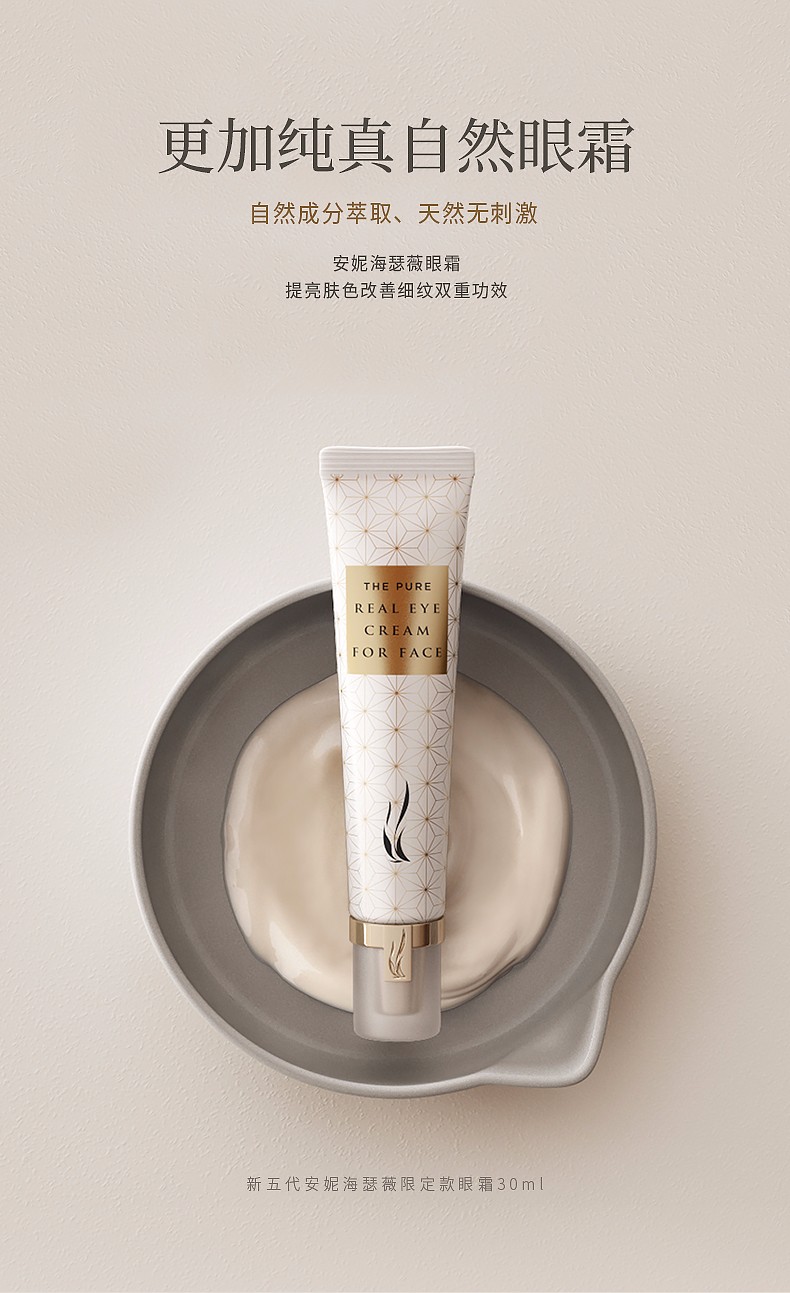 更加纯真自然眼霜
自然成分萃取、天然无刺激
安妮海瑟薇眼霜
提亮肤色改善细纹双重功效
THE PURE
REAL EYE
CREAM
FOR FACE
新五代安妮海瑟薇限定款眼霜30ml